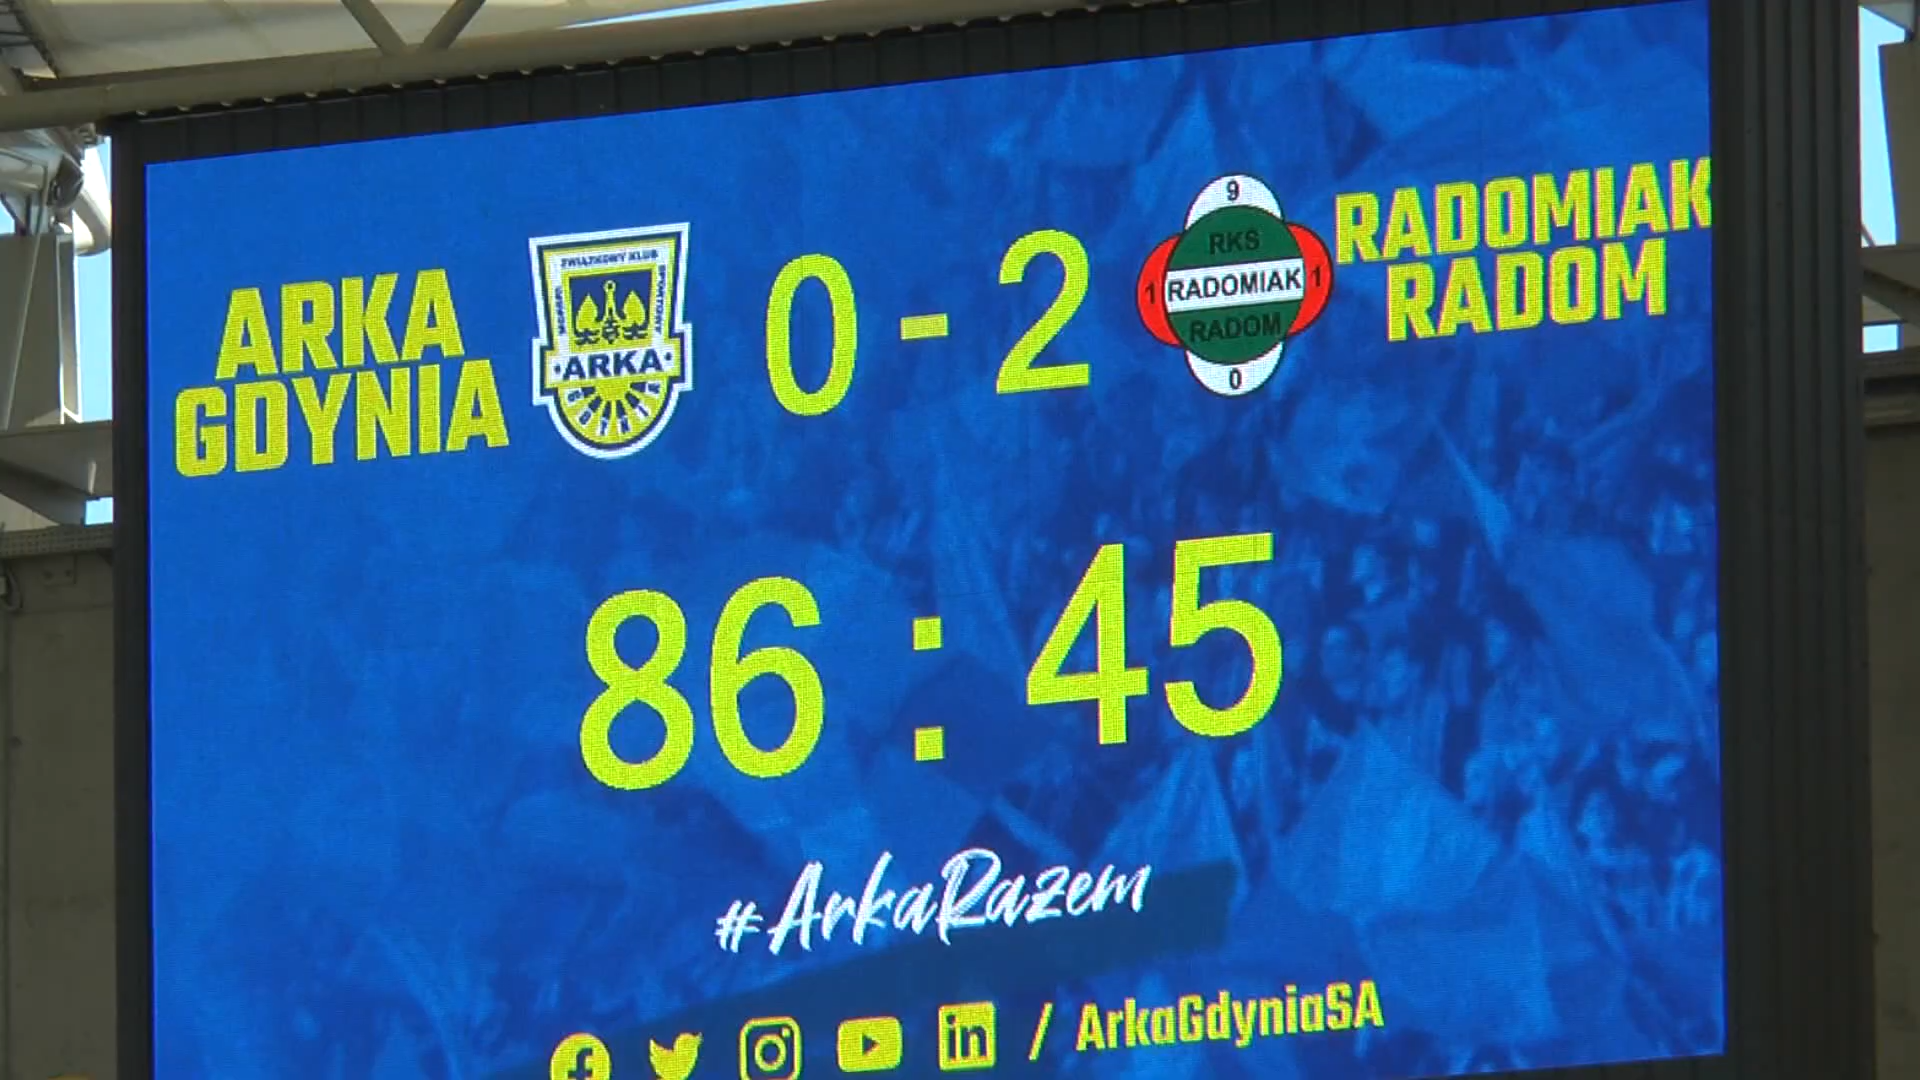 ARKA
GDYNIA
ZWIĄZKOWY KLUB
·ARKA·
GDYNIA
0 - 2
9
RKS
1 RADOMIAK 1
RADOM
0
RADOMIAK
RADOM
86 : 45
#ArkaRazem
/ ArkaGdyniaSA